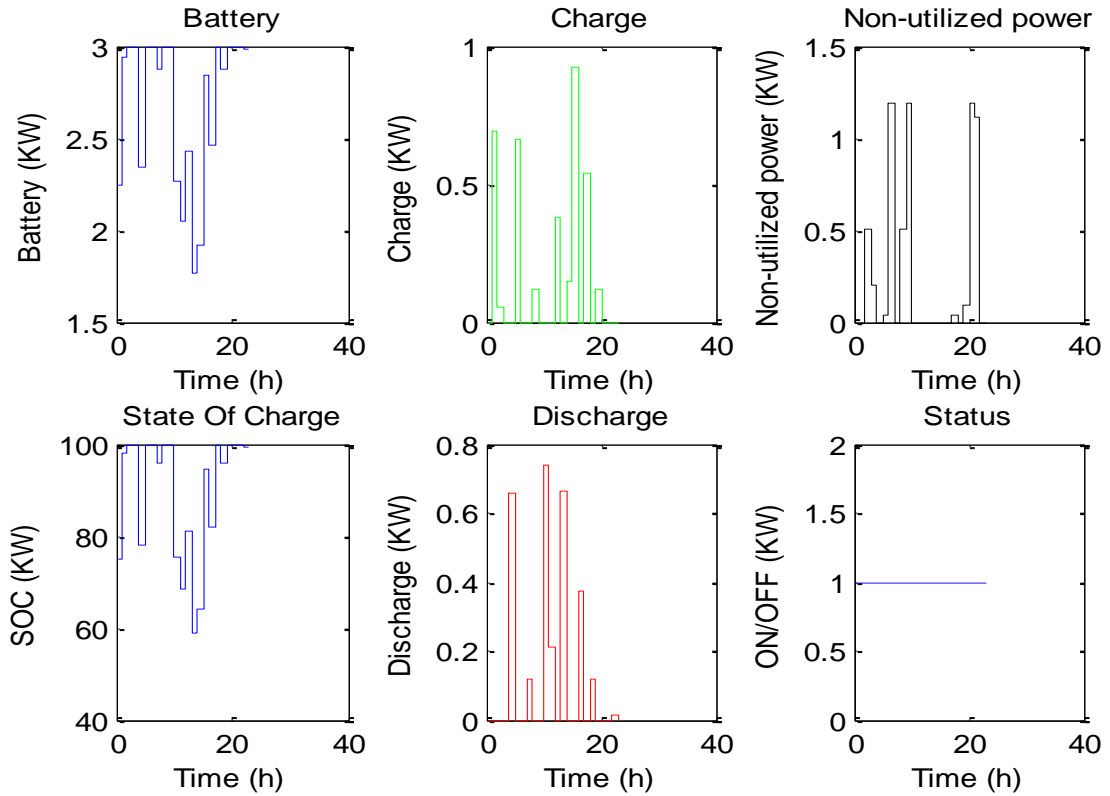 Battery
Battery (KW)
3
2.5
2
1.5
0 20 40
Time (h)
Charge
Charge (KW)
1
0.5
0
0 20 40
Time (h)
Non-utilized power
Non-utilized power (KW)
1.5
1
0.5
0
0 20 40
Time (h)
State Of Charge
SOC (KW)
100
80
60
40
0 20 40
Time (h)
Discharge
Discharge (KW)
0.8
0.6
0.4
0.2
0
0 20 40
Time (h)
Status
ON/OFF (KW)
2
1.5
1
0.5
0
0 20 40
Time (h)